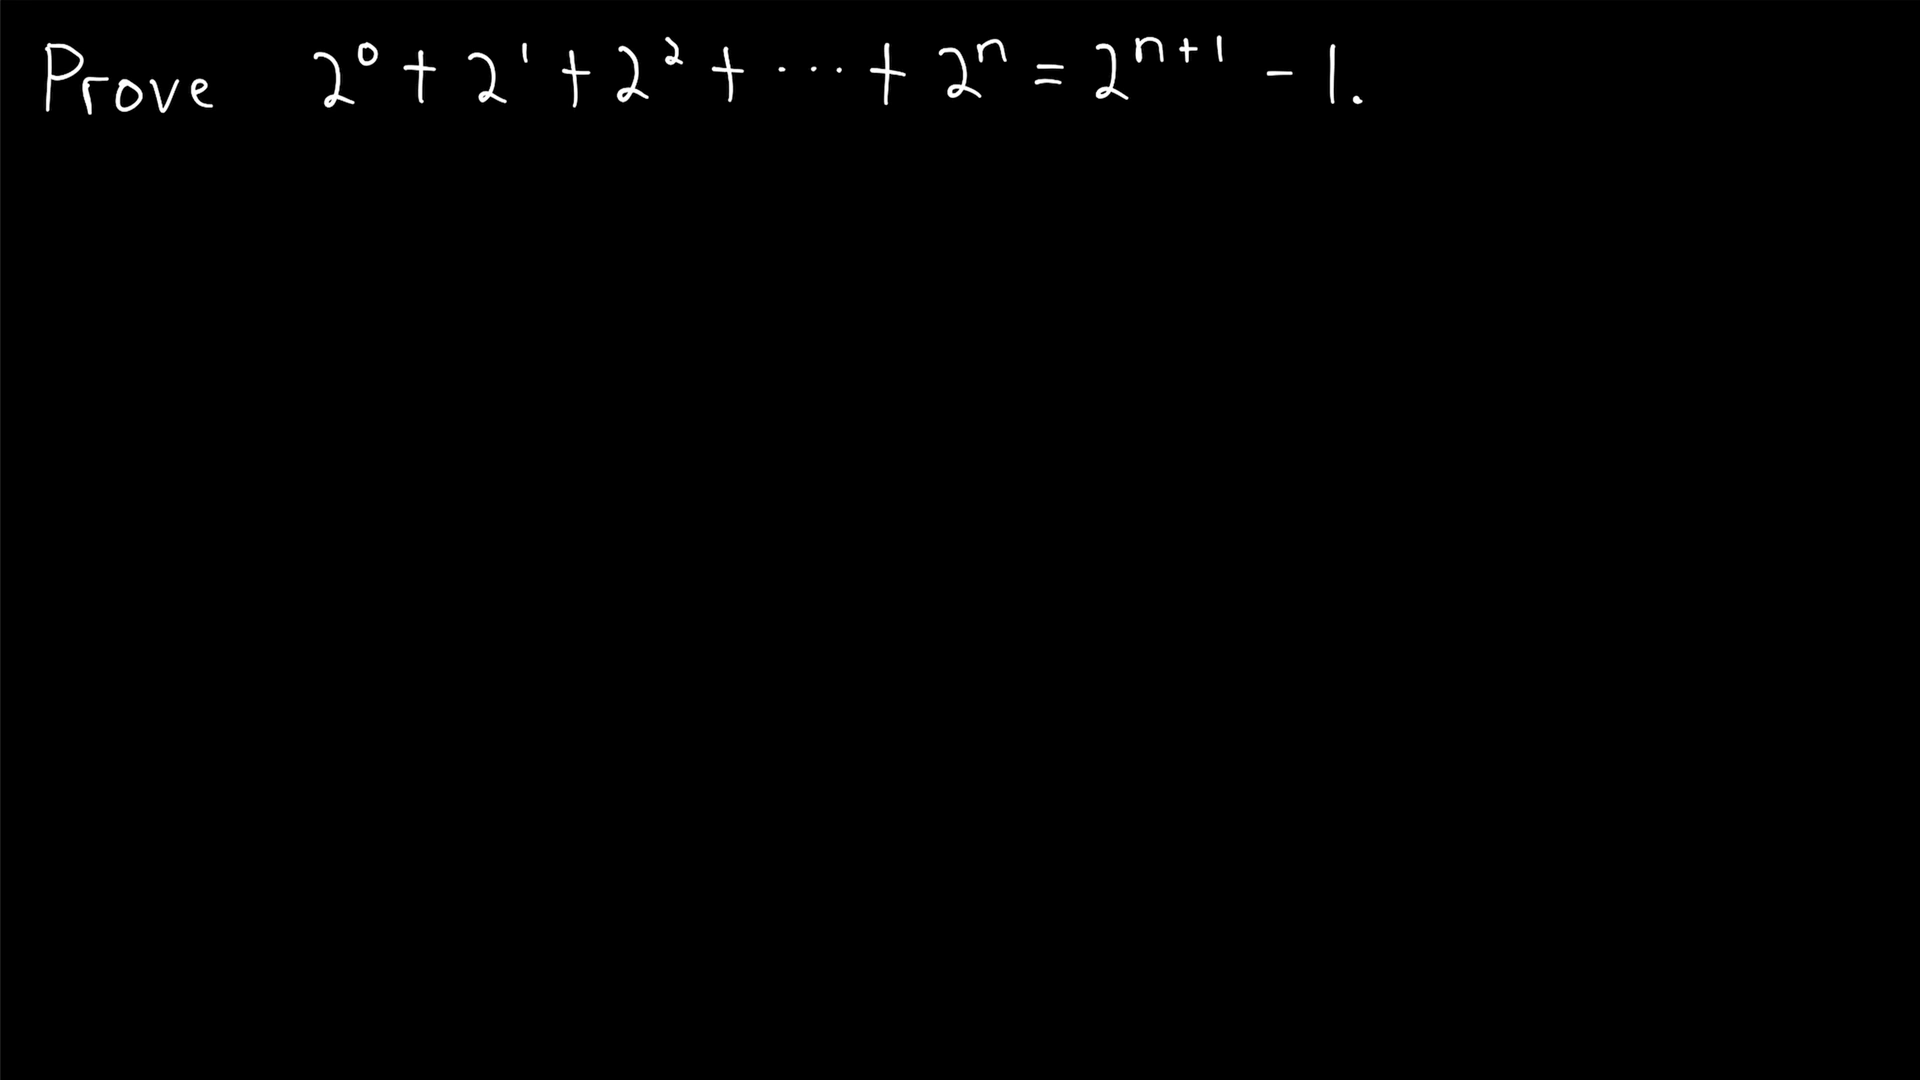 Prove 2⁰ + 2¹ + 2² + ··· + 2ⁿ = 2ⁿ⁺¹ - 1.